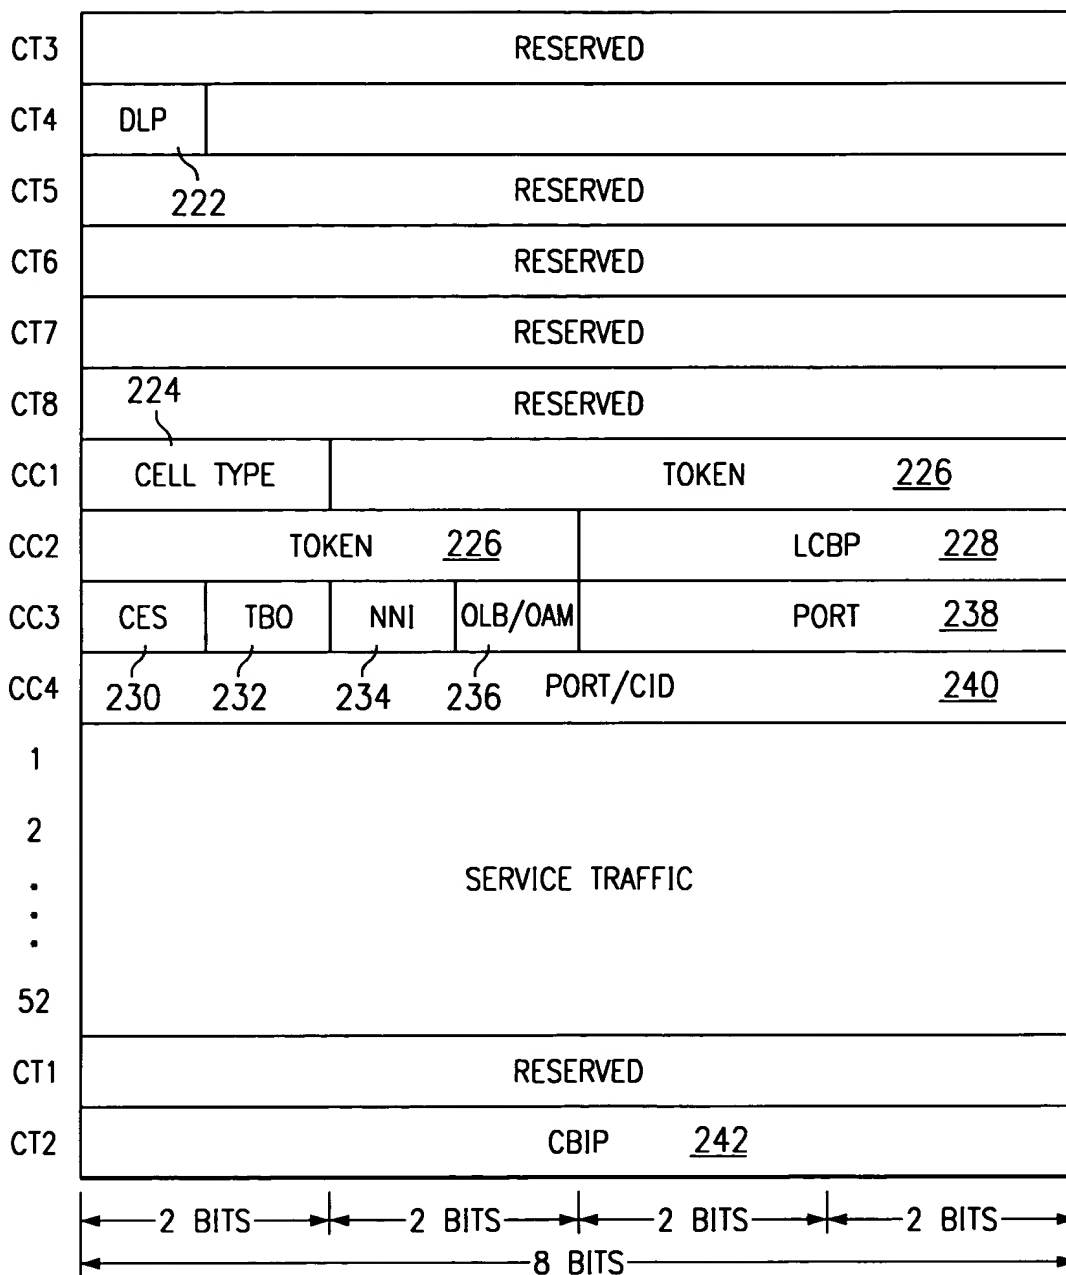 CT3 RESERVED
CT4 DLP
222
CT5 RESERVED
CT6 RESERVED
CT7 RESERVED
CT8 RESERVED
224
CC1 CELL TYPE TOKEN 226
CC2 TOKEN 226 LCBP 228
CC3 CES TBO NNI OLB/OAM PORT 238
230 232 234 236
CC4 PORT/CID 240
1
2
.
.
.
52
SERVICE TRAFFIC
CT1 RESERVED
CT2 CBIP 242
2 BITS 2 BITS 2 BITS 2 BITS
8 BITS